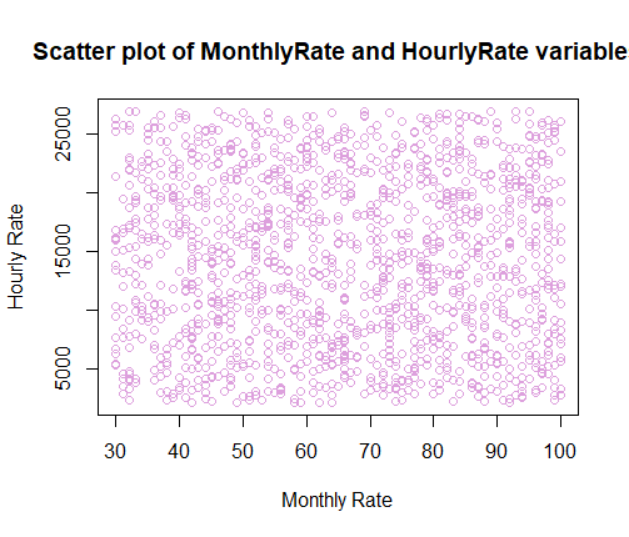 Scatter plot of MonthlyRate and HourlyRate variable
25000
15000
5000
Hourly Rate
30 40 50 60 70 80 90 100
Monthly Rate